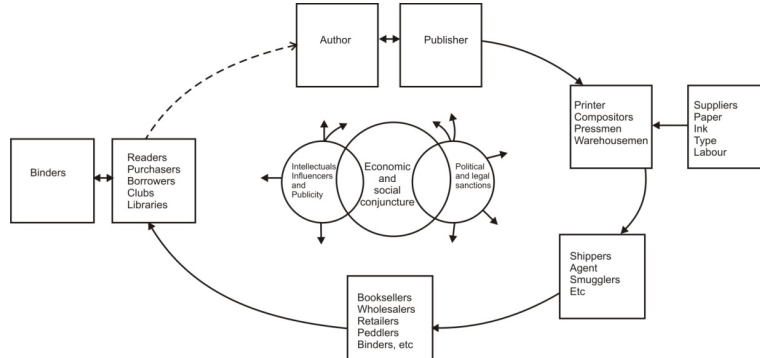 Author
Publisher
Printer
Compositors
Pressmen
Warehousemen
Suppliers
Paper
Ink
Type
Labour
Binders
Readers
Purchasers
Borrowers
Clubs
Libraries
Intellectuals
Influencers
and
Publicity
Economic
and
social
conjuncture
Political
and legal
sanctions
Shippers
Agent
Smugglers
Etc
Booksellers
Wholesalers
Retailers
Peddlers
Binders, etc